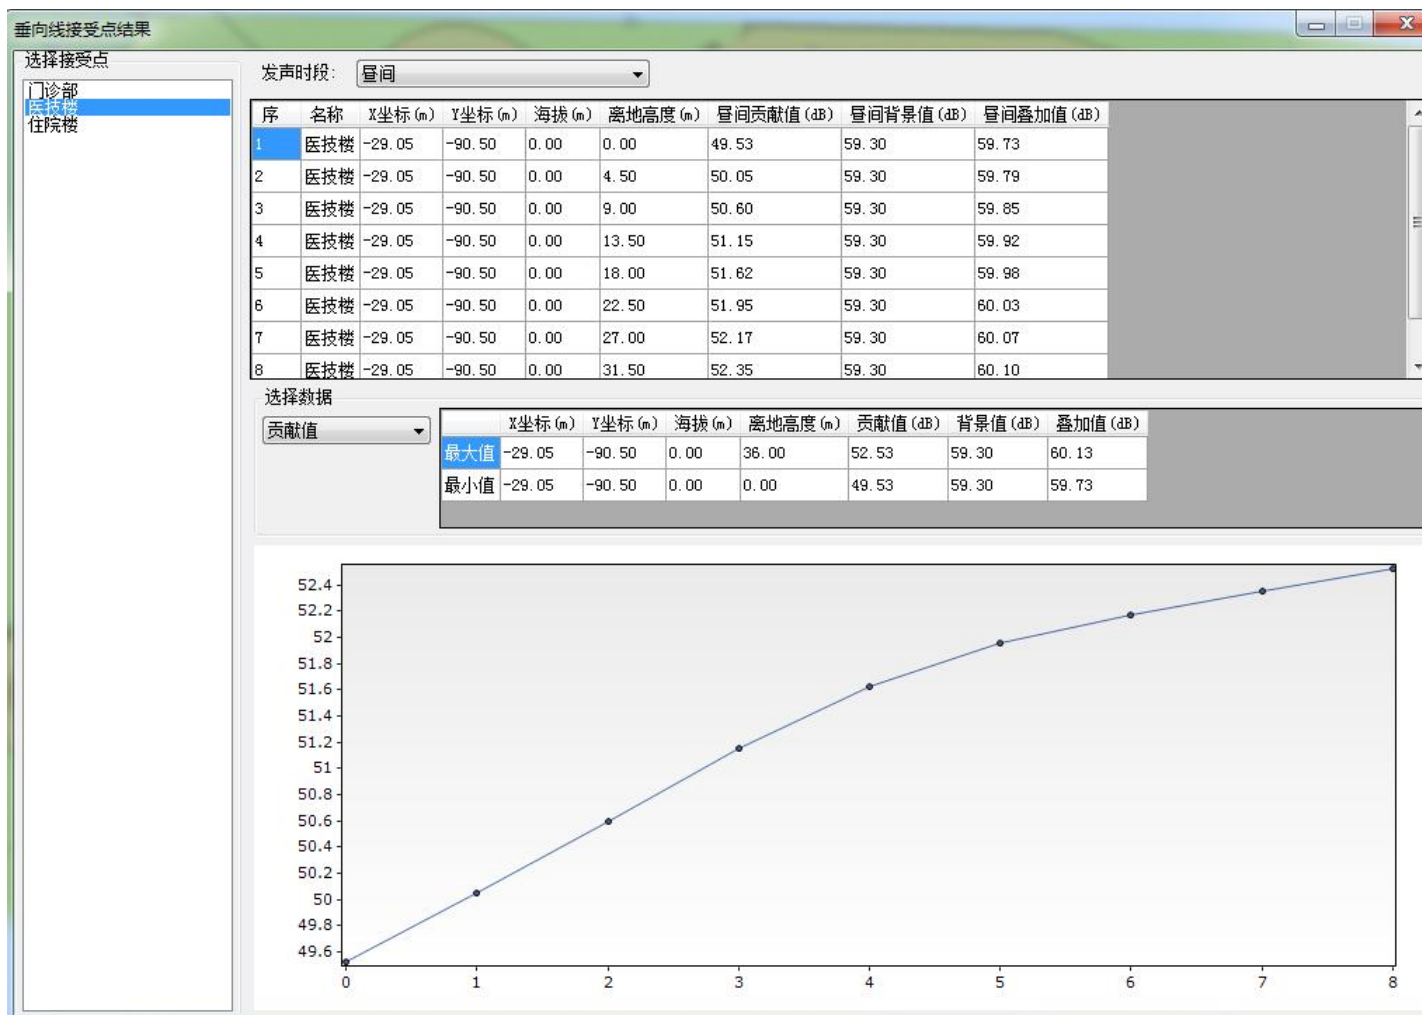 垂向线接受点结果
选择接受点
门诊部
医技楼
住院楼
发声时段: 昼间
序 名称 X坐标(m) Y坐标(m) 海拔(m) 离地高度(m) 昼间贡献值(dB) 昼间背景值(dB) 昼间叠加值(dB)
1 医技楼 -29.05 -90.50 0.00 0.00 49.53 59.30 59.73
2 医技楼 -29.05 -90.50 0.00 4.50 50.05 59.30 59.79
3 医技楼 -29.05 -90.50 0.00 9.00 50.60 59.30 59.85
4 医技楼 -29.05 -90.50 0.00 13.50 51.15 59.30 59.92
5 医技楼 -29.05 -90.50 0.00 18.00 51.62 59.30 59.98
6 医技楼 -29.05 -90.50 0.00 22.50 51.95 59.30 60.03
7 医技楼 -29.05 -90.50 0.00 27.00 52.17 59.30 60.07
8 医技楼 -29.05 -90.50 0.00 31.50 52.35 59.30 60.10
选择数据
贡献值
X坐标(m) Y坐标(m) 海拔(m) 离地高度(m) 贡献值(dB) 背景值(dB) 叠加值(dB)
最大值 -29.05 -90.50 0.00 36.00 52.53 59.30 60.13
最小值 -29.05 -90.50 0.00 0.00 49.53 59.30 59.73
52.4
52.2
52
51.8
51.6
51.4
51.2
51
50.8
50.6
50.4
50.2
50
49.8
49.6
0 1 2 3 4 5 6 7 8